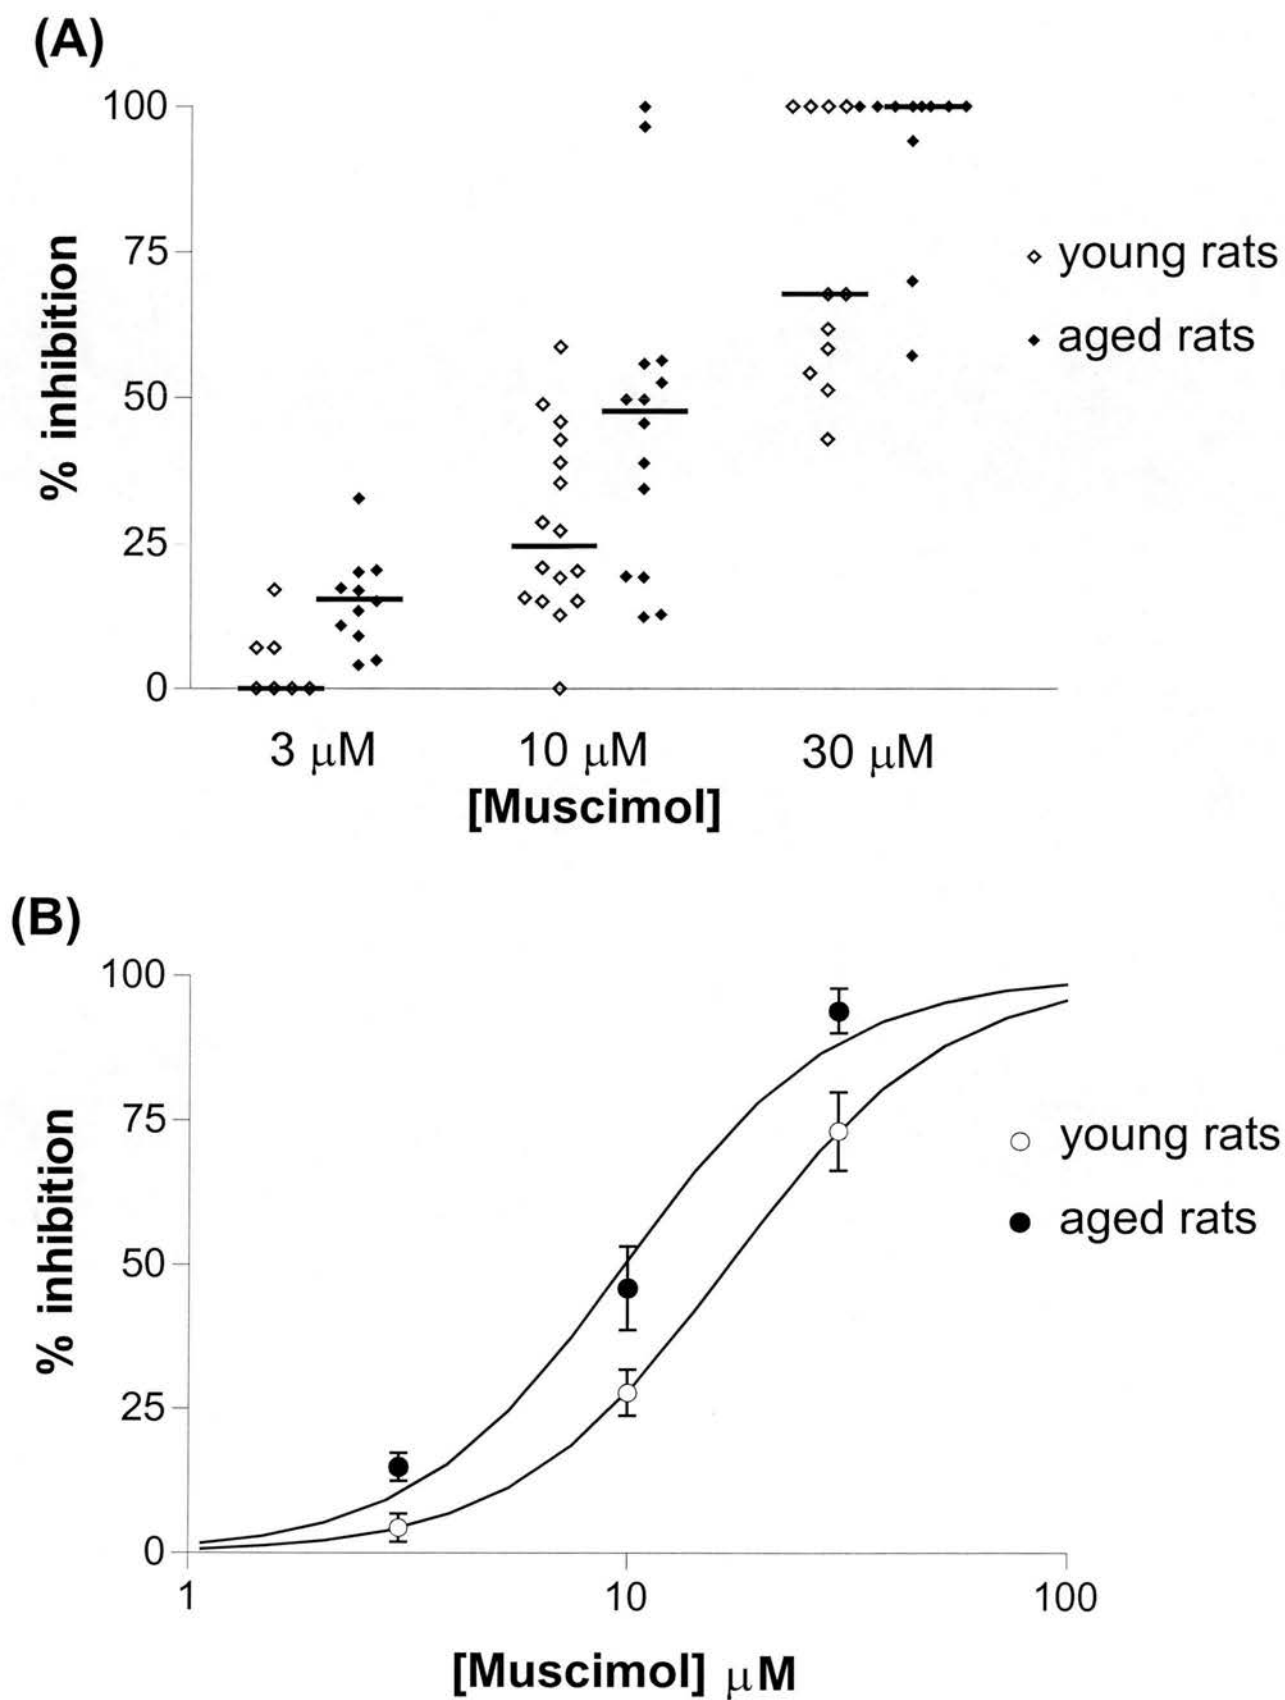 (A)
100
75
50
25
0
% inhibition
3 μM
10 μM
30 μM
[Muscimol]
young rats
aged rats
(B)
100
75
50
25
0
% inhibition
1
10
100
[Muscimol] μM
young rats
aged rats